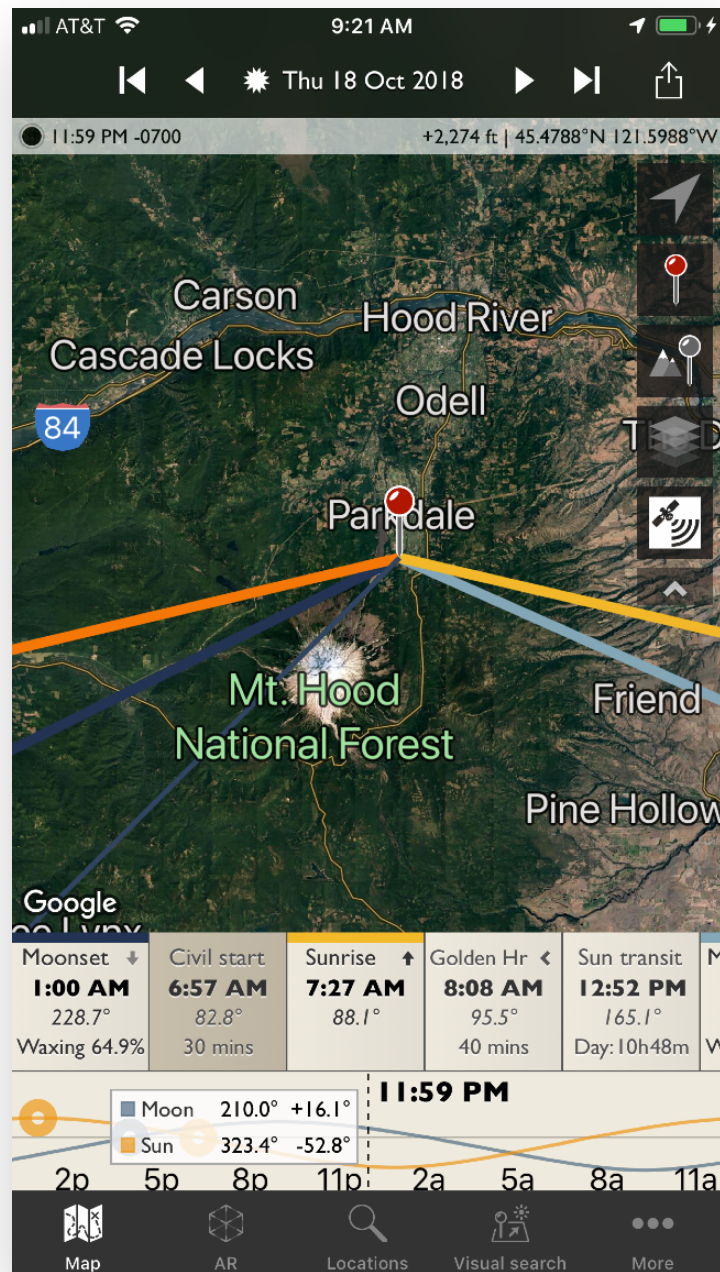 AT&T 9:21 AM
Thu 18 Oct 2018
11:59 PM -0700 +2,274 ft | 45.4788°N 121.5988°W
Carson
Hood River
Cascade Locks
Odell
84
Parkdale
Mt. Hood
National Forest
Friend
Pine Hollow
Google
Moonset Civil start Sunrise Golden Hr Sun transit
1:00 AM 6:57 AM 7:27 AM 8:08 AM 12:52 PM
228.7° 82.8° 88.1° 95.5° 165.1°
Waxing 64.9% 30 mins 40 mins Day: 10h48m
11:59 PM
Moon 210.0° +16.1°
Sun 323.4° -52.8°
2p 5p 8p 11p 2a 5a 8a 11a
Map AR Locations Visual search More